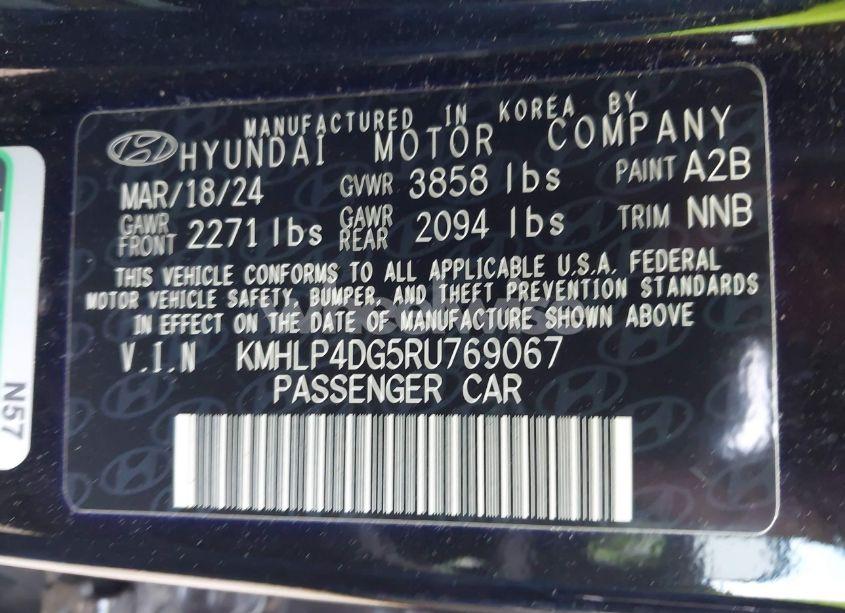 MANUFACTURED IN KOREA BY
HYUNDAI MOTOR COMPANY
MAR/18/24 GVWR 3858 lbs PAINT A2B
GAWR FRONT 2271 lbs GAWR REAR 2094 lbs TRIM NNB
THIS VEHICLE CONFORMS TO ALL APPLICABLE U.S.A. FEDERAL
MOTOR VEHICLE SAFETY, BUMPER, AND THEFT PREVENTION STANDARDS
IN EFFECT ON THE DATE OF MANUFACTURE SHOWN ABOVE
V.I.N KMHLP4DG5RU769067
PASSENGER CAR
N57